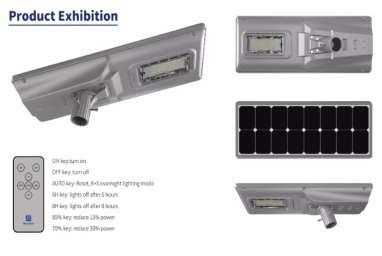 Product Exhibition
ON key:turn on
OFF key: turn off
AUTO key: Reset, 6+Xovernight lighting mode
6H key: lights off after 6 hours
8H key: lights off after 8 hours
85% key: reduce 15% power
70% key: reduce 30% power